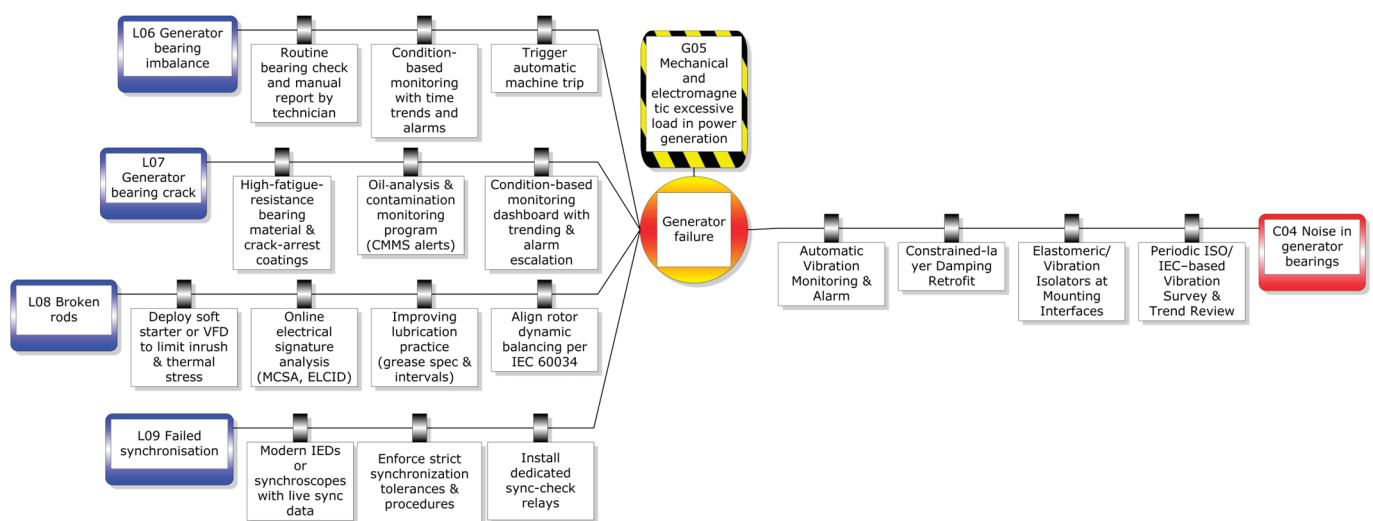 L06 Generator
bearing
imbalance
Routine
bearing check
and manual
report by
technician
Condition-
based
monitoring
with time
trends and
alarms
Trigger
automatic
machine trip
G05
Mechanical
and
electromagne
tic excessive
load in power
generation
L07
Generator
bearing crack
High-fatigue-
resistance
bearing
material &
crack-arrest
coatings
Oil-analysis &
contamination
monitoring
program
(CMMS alerts)
Condition-based
monitoring
dashboard with
trending &
alarm
escalation
Generator
failure
Automatic
Vibration
Monitoring &
Alarm
Constrained-la
yer Damping
Retrofit
Elastomeric/
Vibration
Isolators at
Mounting
Interfaces
Periodic ISO/
IEC–based
Vibration
Survey &
Trend Review
C04 Noise in
generator
bearings
L08 Broken
rods
Deploy soft
starter or VFD
to limit inrush
& thermal
stress
Online
electrical
signature
analysis
(MCSA, ELCID)
Improving
lubrication
practice
(grease spec &
intervals)
Align rotor
dynamic
balancing per
IEC 60034
L09 Failed
synchronisation
Modern IEDs
or
synchroscopes
with live sync
data
Enforce strict
synchronization
tolerances &
procedures
Install
dedicated
sync-check
relays